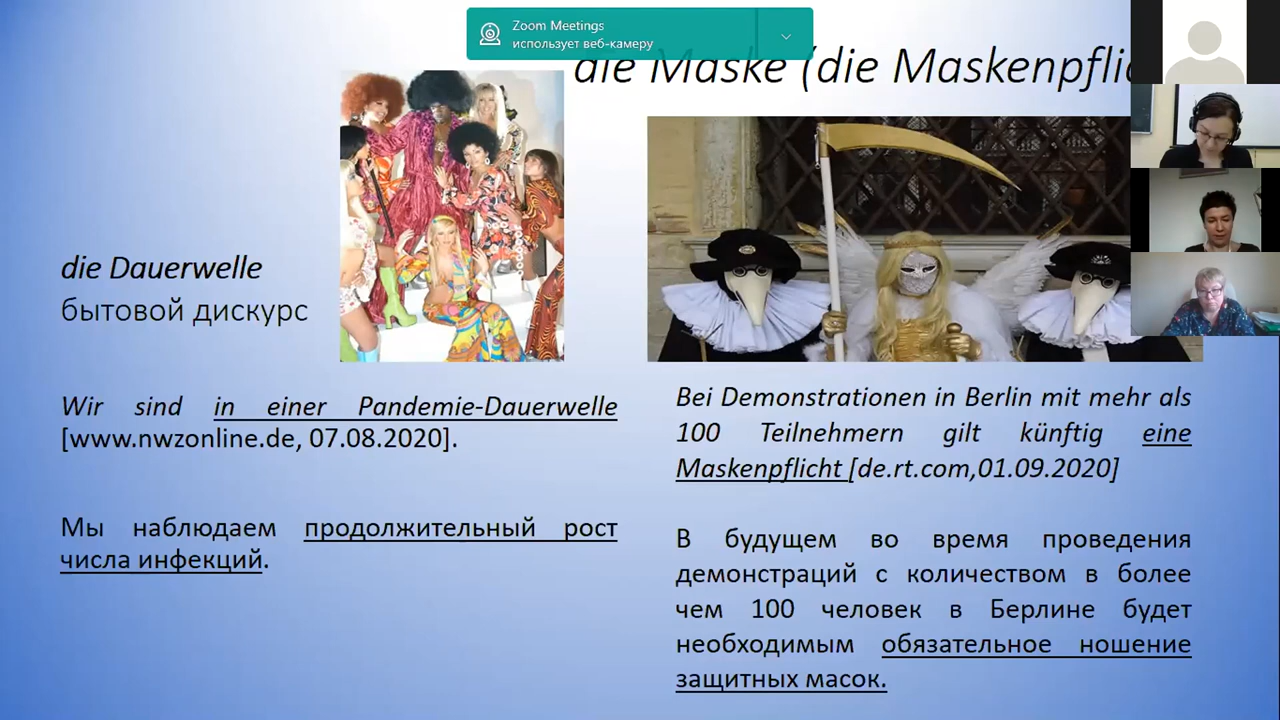 Zoom Meetings
использует веб-камеру
die Maske (die Maskenpflic
die Dauerwelle
бытовой дискурс
Wir sind in einer Pandemie-Dauerwelle
[www.nwzonline.de, 07.08.2020].
Мы наблюдаем продолжительный рост
числа инфекций.
Bei Demonstrationen in Berlin mit mehr als
100 Teilnehmern gilt künftig eine
Maskenpflicht [de.rt.com,01.09.2020]
В будущем во время проведения
демонстраций с количеством в более
чем 100 человек в Берлине будет
необходимым обязательное ношение
защитных масок.